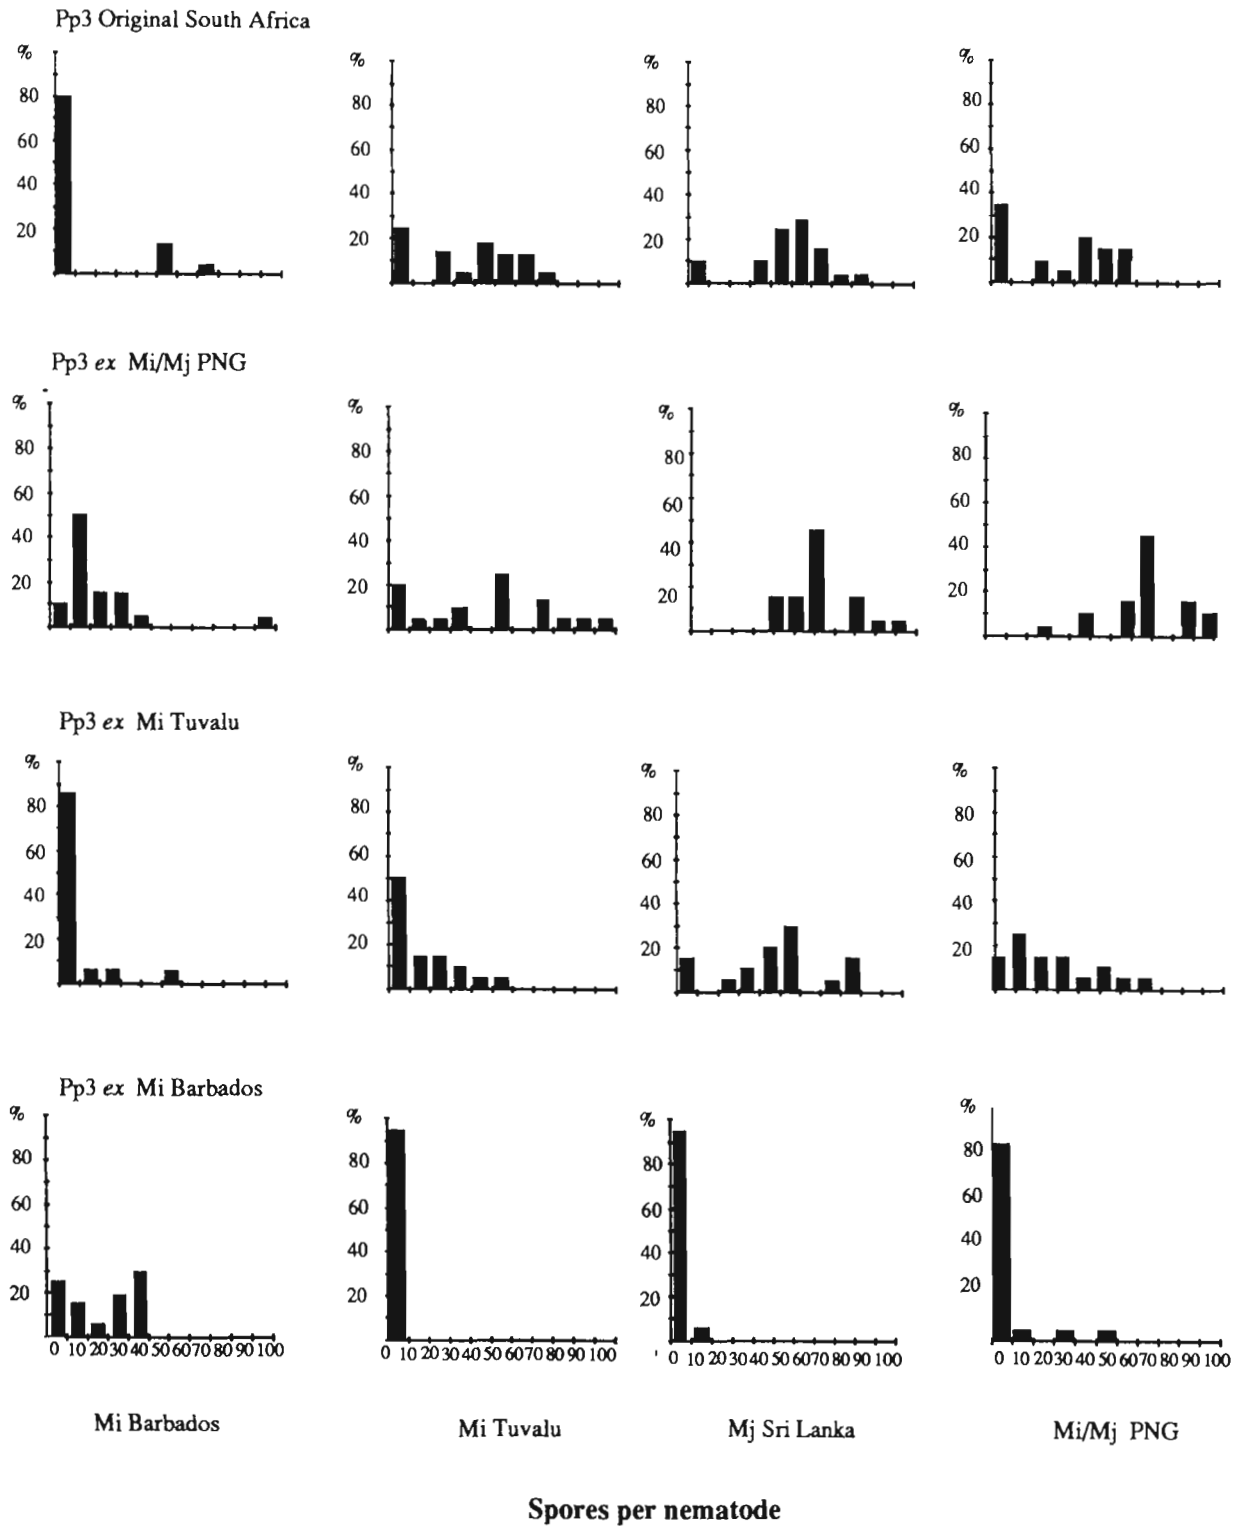 Pp3 Original South Africa
% % % %
80 80 80 80
60 60 60 60
40 40 40 40
20 20 20 20
Pp3 ex Mi/Mj PNG
% % % %
80 80 80 80
60 60 60 60
40 40 40 40
20 20 20 20
Pp3 ex Mi Tuvalu
% % % %
80 80 80 80
60 60 60 60
40 40 40 40
20 20 20 20
Pp3 ex Mi Barbados
% % % %
80 80 80 80
60 60 60 60
40 40 40 40
20 20 20 20
0 10 20 30 40 50 60 70 80 90 100 0 10 20 30 40 50 60 70 80 90 100 0 10 20 30 40 50 60 70 80 90 100 0 10 20 30 40 50 60 70 80 90 100
Mi Barbados Mi Tuvalu Mj Sri Lanka Mi/Mj PNG
Spores per nematode